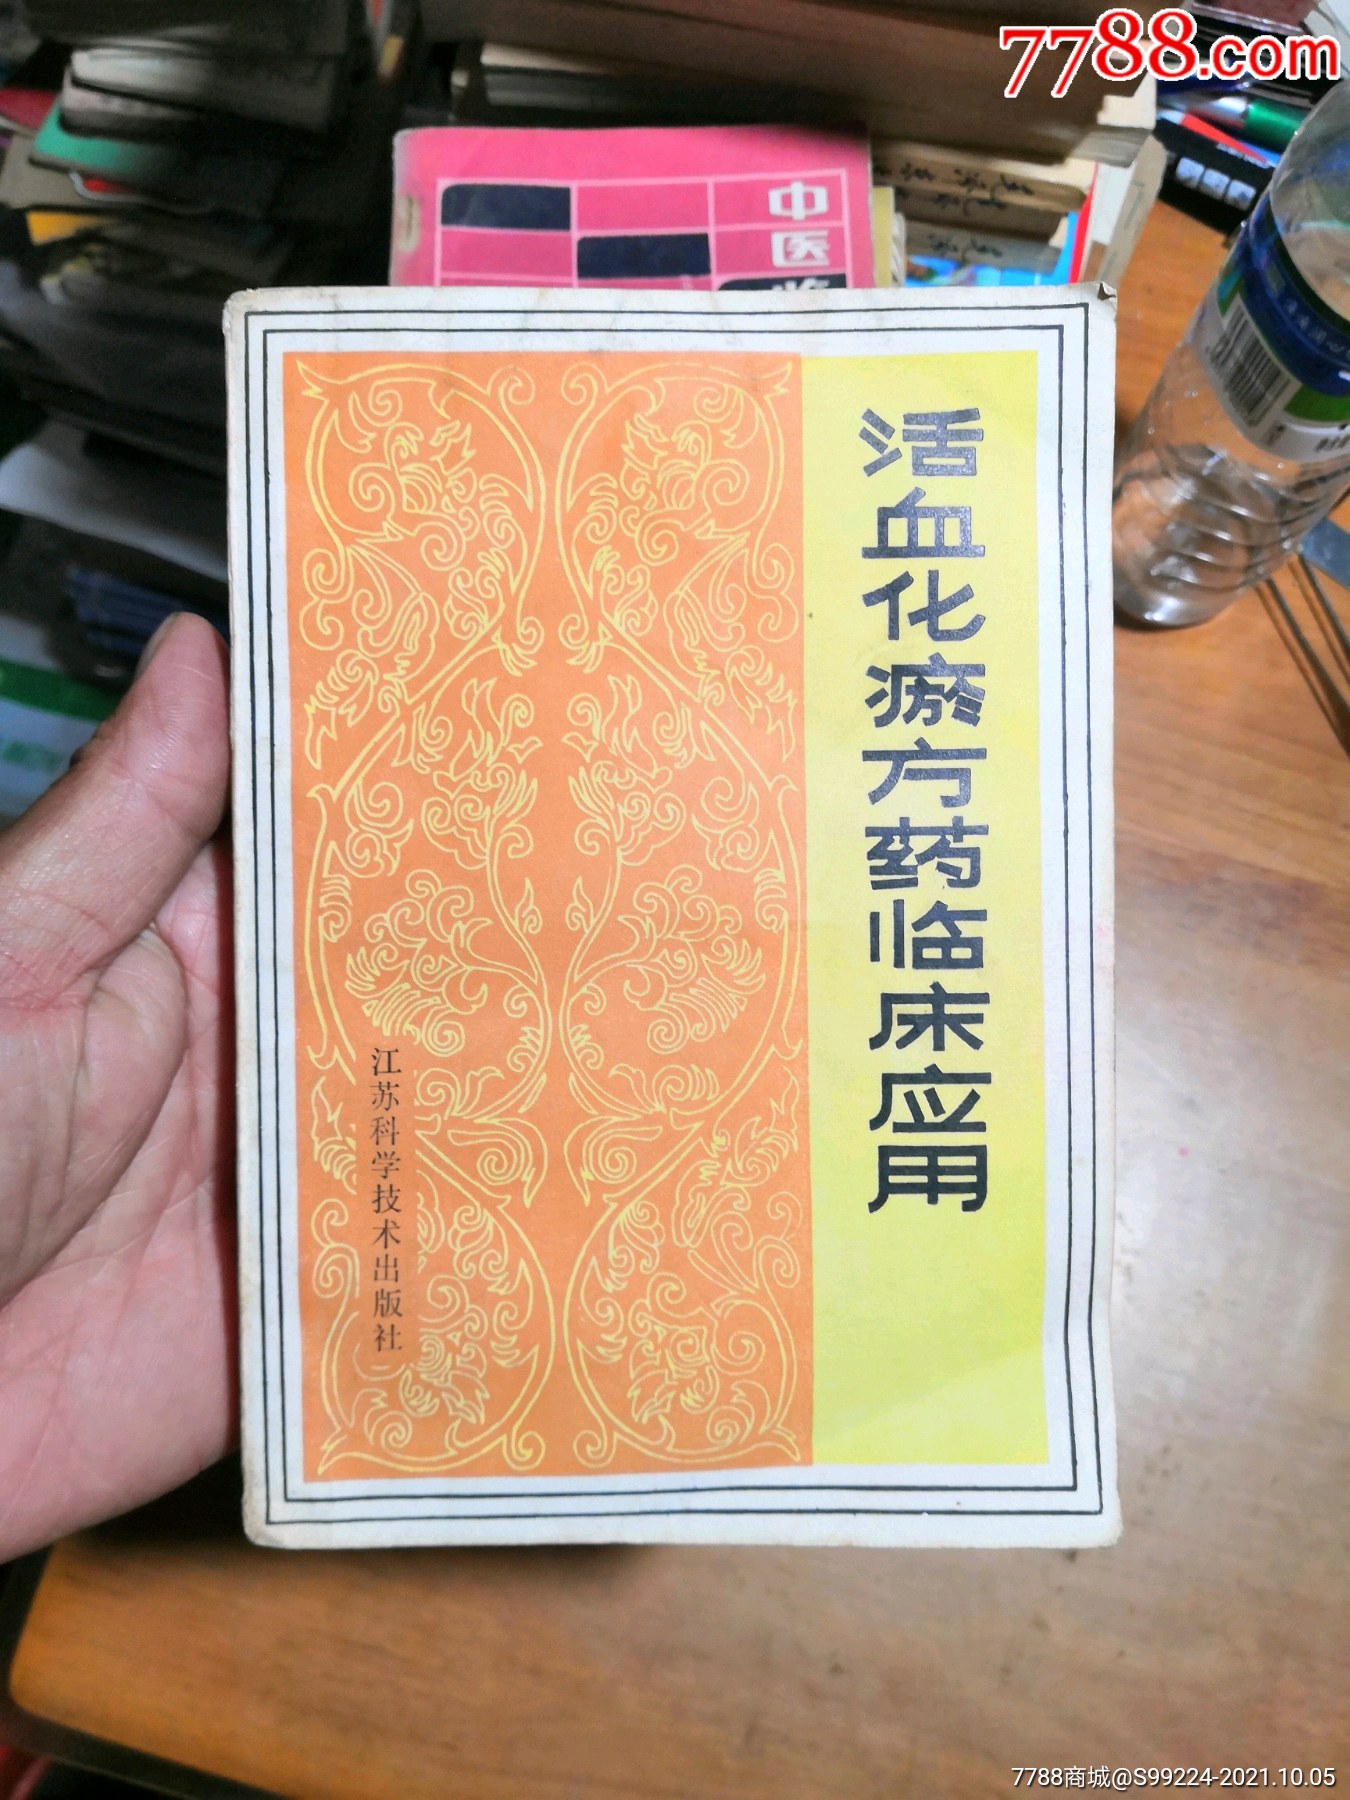 7788.com
中医
活血化瘀方药临床应用
江苏科学技术出版社
7788商城@S99224-2021.10.05